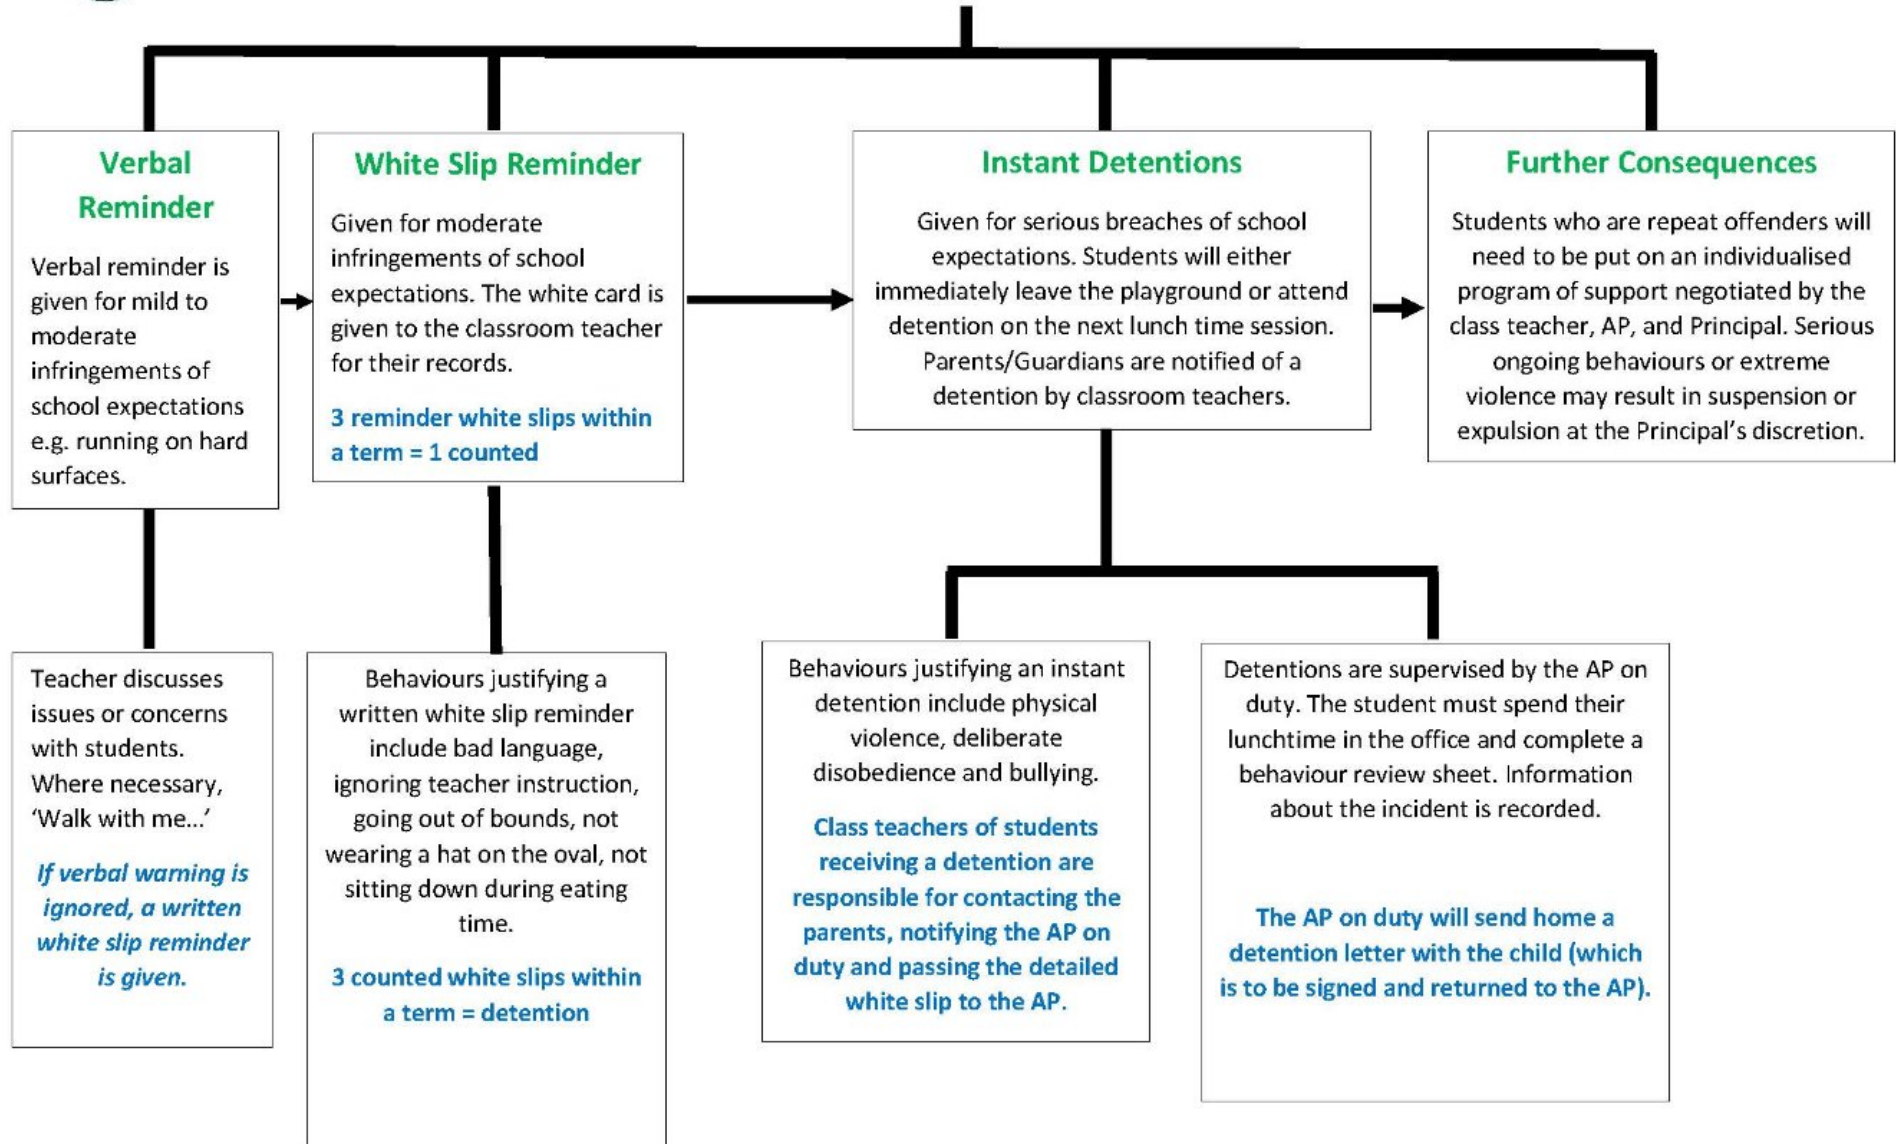 Verbal
Reminder
Verbal reminder is
given for mild to
moderate
infringements of
school expectations
e.g. running on hard
surfaces.
White Slip Reminder
Given for moderate
infringements of school
expectations. The white card is
given to the classroom teacher
for their records.
3 reminder white slips within
a term = 1 counted
Instant Detentions
Given for serious breaches of school
expectations. Students will either
immediately leave the playground or attend
detention on the next lunch time session.
Parents/Guardians are notified of a
detention by classroom teachers.
Further Consequences
Students who are repeat offenders will
need to be put on an individualised
program of support negotiated by the
class teacher, AP, and Principal. Serious
ongoing behaviours or extreme
violence may result in suspension or
expulsion at the Principal's discretion.
Teacher discusses
issues or concerns
with students.
Where necessary,
‘Walk with me...’
If verbal warning is
ignored, a written
white slip reminder
is given.
Behaviours justifying a
written white slip reminder
include bad language,
ignoring teacher instruction,
going out of bounds, not
wearing a hat on the oval, not
sitting down during eating
time.
3 counted white slips within
a term = detention
Behaviours justifying an instant
detention include physical
violence, deliberate
disobedience and bullying.
Class teachers of students
receiving a detention are
responsible for contacting the
parents, notifying the AP on
duty and passing the detailed
white slip to the AP.
Detentions are supervised by the AP on
duty. The student must spend their
lunchtime in the office and complete a
behaviour review sheet. Information
about the incident is recorded.
The AP on duty will send home a
detention letter with the child (which
is to be signed and returned to the AP).